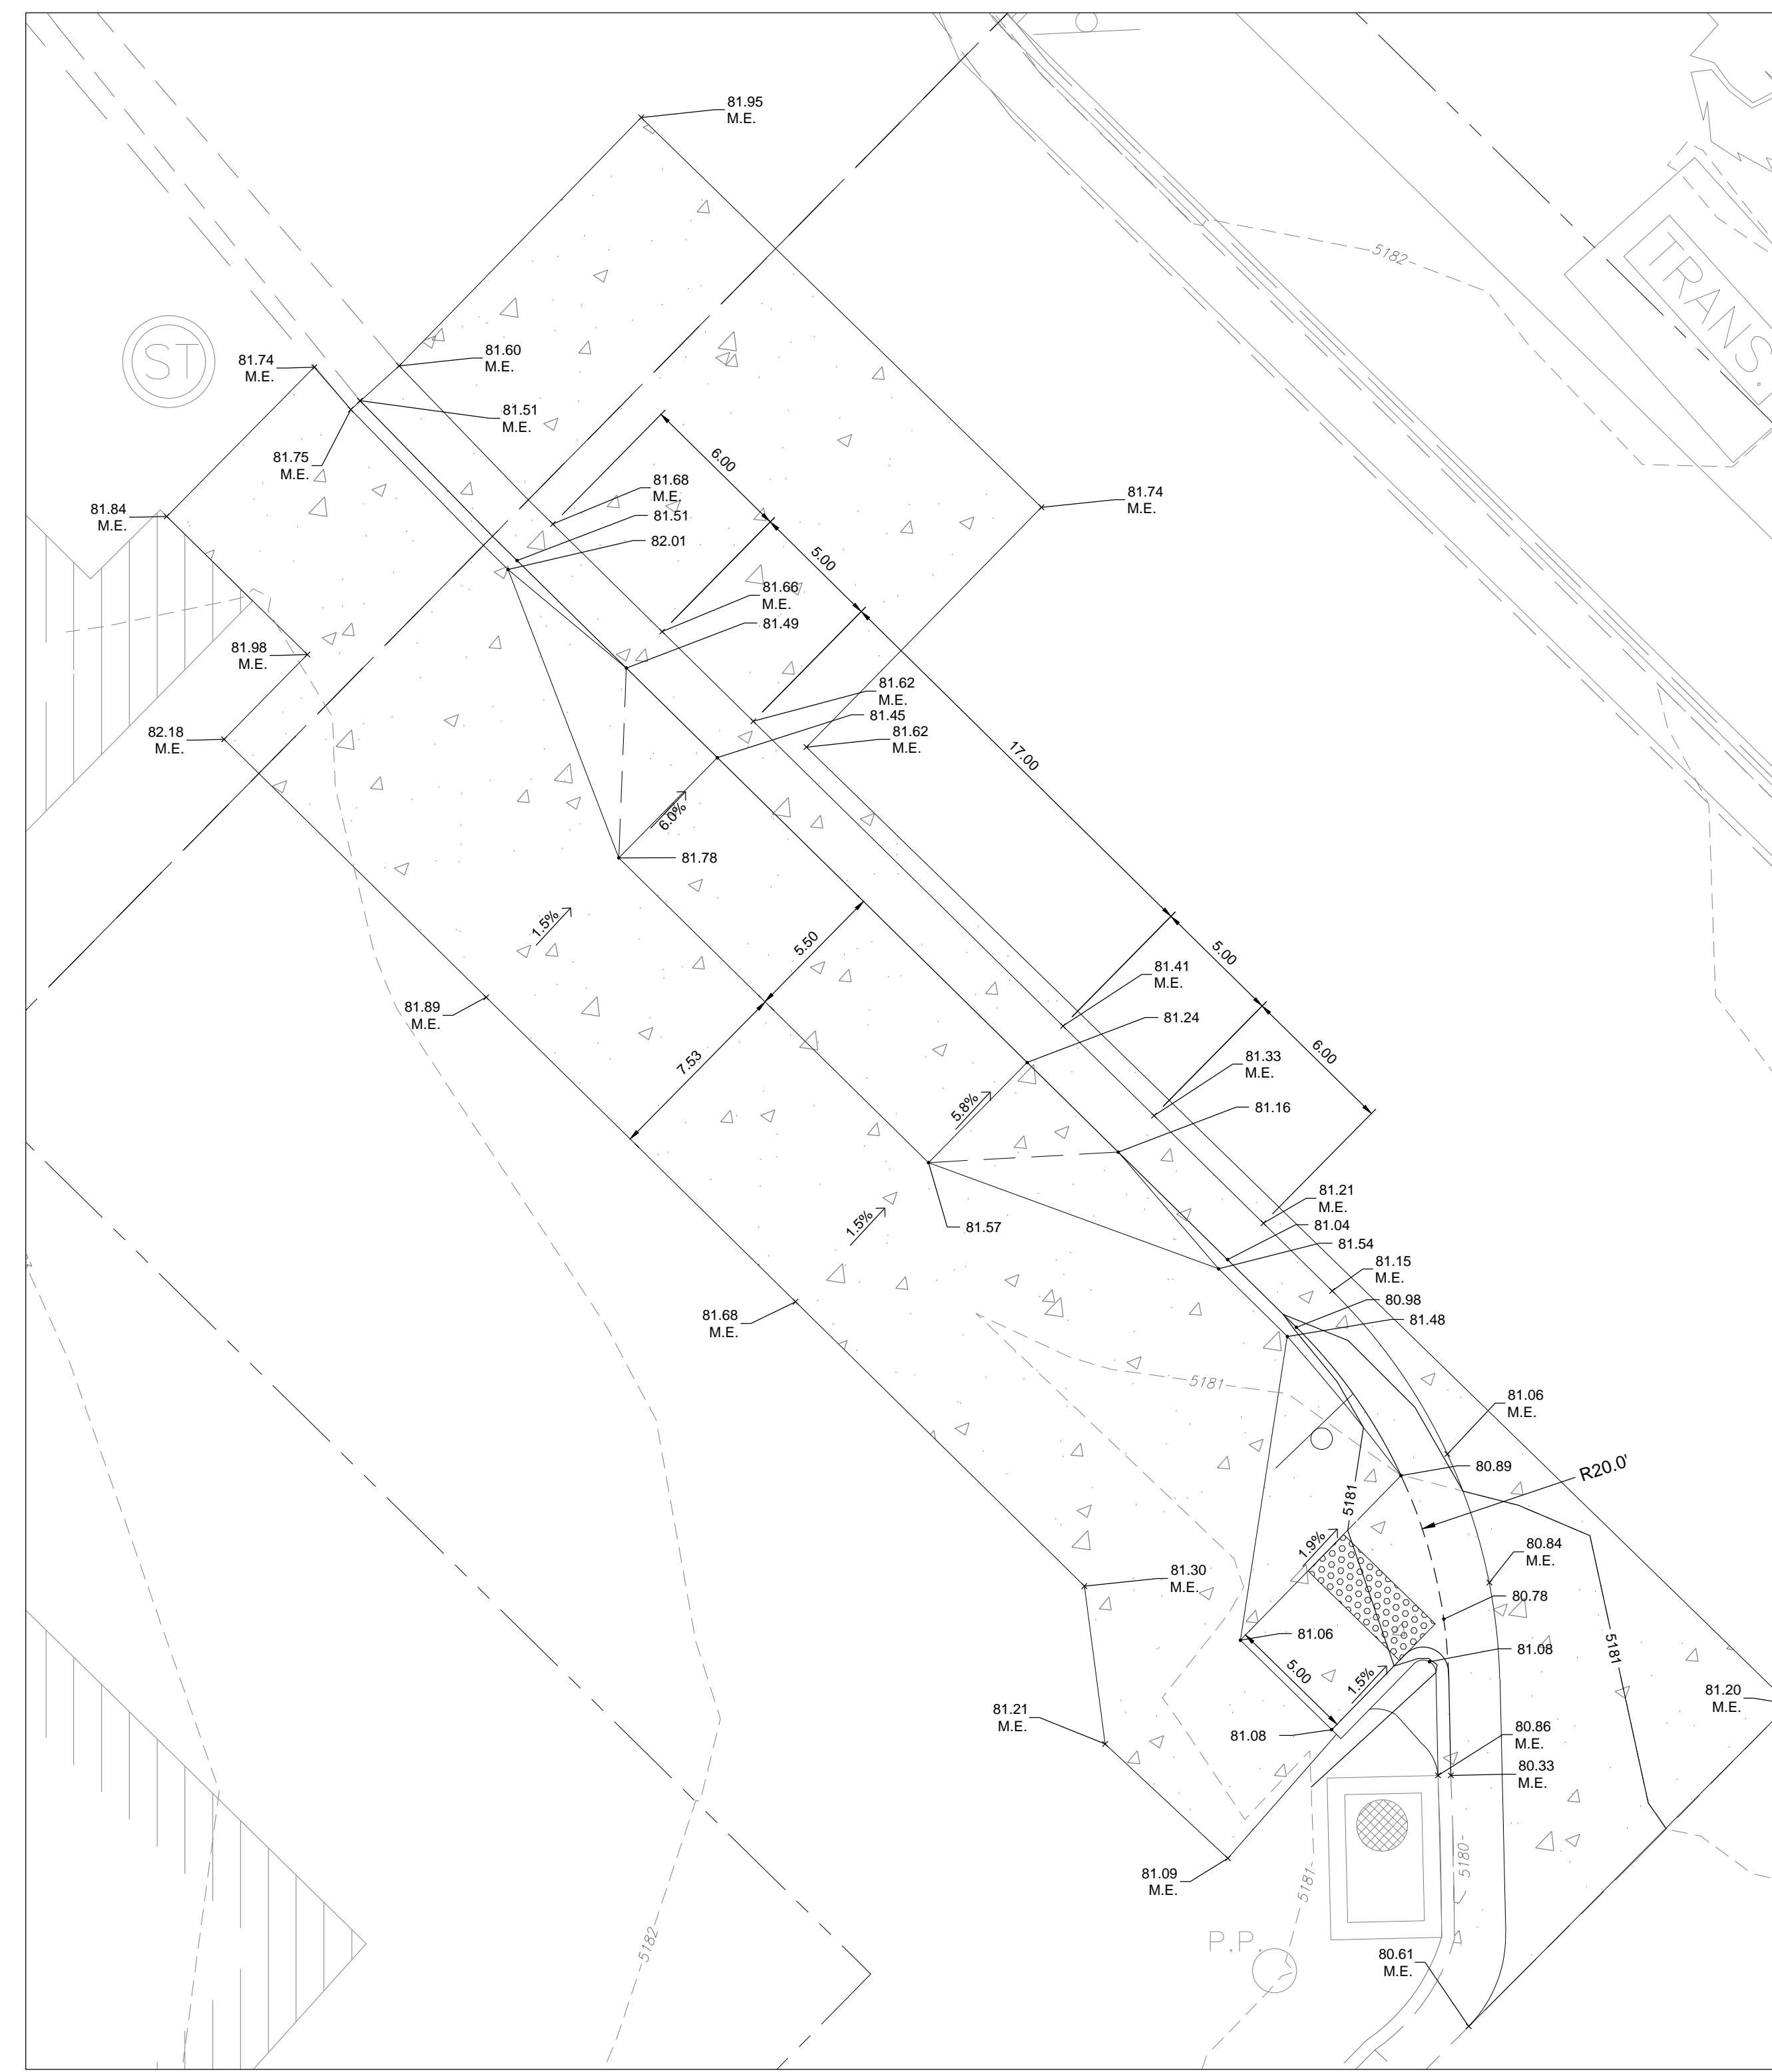 81.95
M.E.
5182
TRANS.
ST
81.74
M.E.
81.60
M.E.
81.51
M.E.
81.75
M.E.
6.00
81.68
M.E.
81.51
82.01
81.84
M.E.
81.74
M.E.
5.00
81.66
M.E.
81.49
81.98
M.E.
81.62
M.E.
81.45
81.62
M.E.
82.18
M.E.
17.00
6.0%
81.78
1.5%
5.50
5.00
81.41
M.E.
81.24
81.89
M.E.
7.53
6.00
81.33
M.E.
5.8%
81.16
81.21
M.E.
81.04
81.54
81.57
1.5%
81.15
M.E.
80.98
81.48
81.68
M.E.
5181
81.06
M.E.
80.89
R20.0'
5181
1.9%
81.30
M.E.
80.84
M.E.
80.78
81.06
81.08
5.00
1.5%
5181
81.20
M.E.
81.21
M.E.
81.08
80.86
M.E.
80.33
M.E.
81.09
M.E.
5181
5180
5182
P.P.
80.61
M.E.